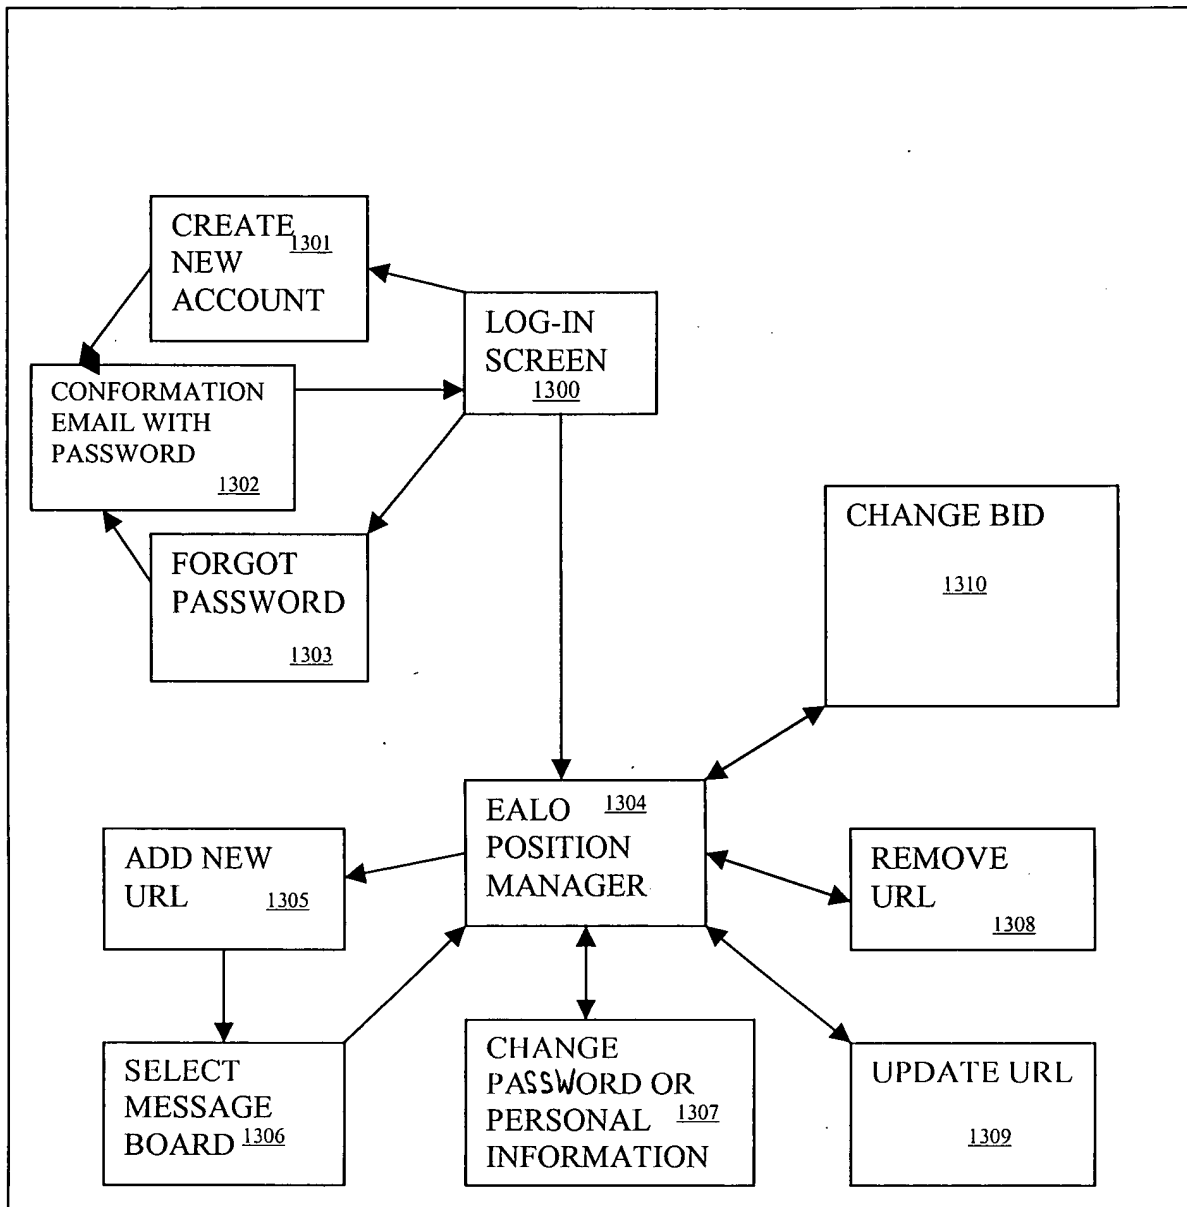 CREATE
1301
NEW
ACCOUNT
LOG-IN
SCREEN
1300
CONFORMATION
EMAIL WITH
PASSWORD
1302
FORGOT
PASSWORD
1303
CHANGE BID
1310
EALO 1304
POSITION
MANAGER
ADD NEW
URL 1305
REMOVE
URL
1308
SELECT
MESSAGE
BOARD 1306
CHANGE
PASSWORD OR
PERSONAL 1307
INFORMATION
UPDATE URL
1309